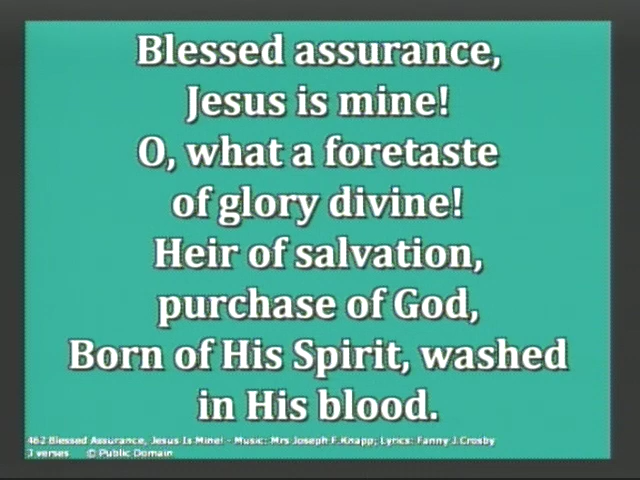 Blessed assurance,
Jesus is mine!
O, what a foretaste
of glory divine!
Heir of salvation,
purchase of God,
Born of His Spirit, washed
in His blood.
462 Blessed Assurance, Jesus Is Mine! - Music: Mrs Joseph F.Knapp; Lyrics: Fanny J.Crosby
3 verses © Public Domain